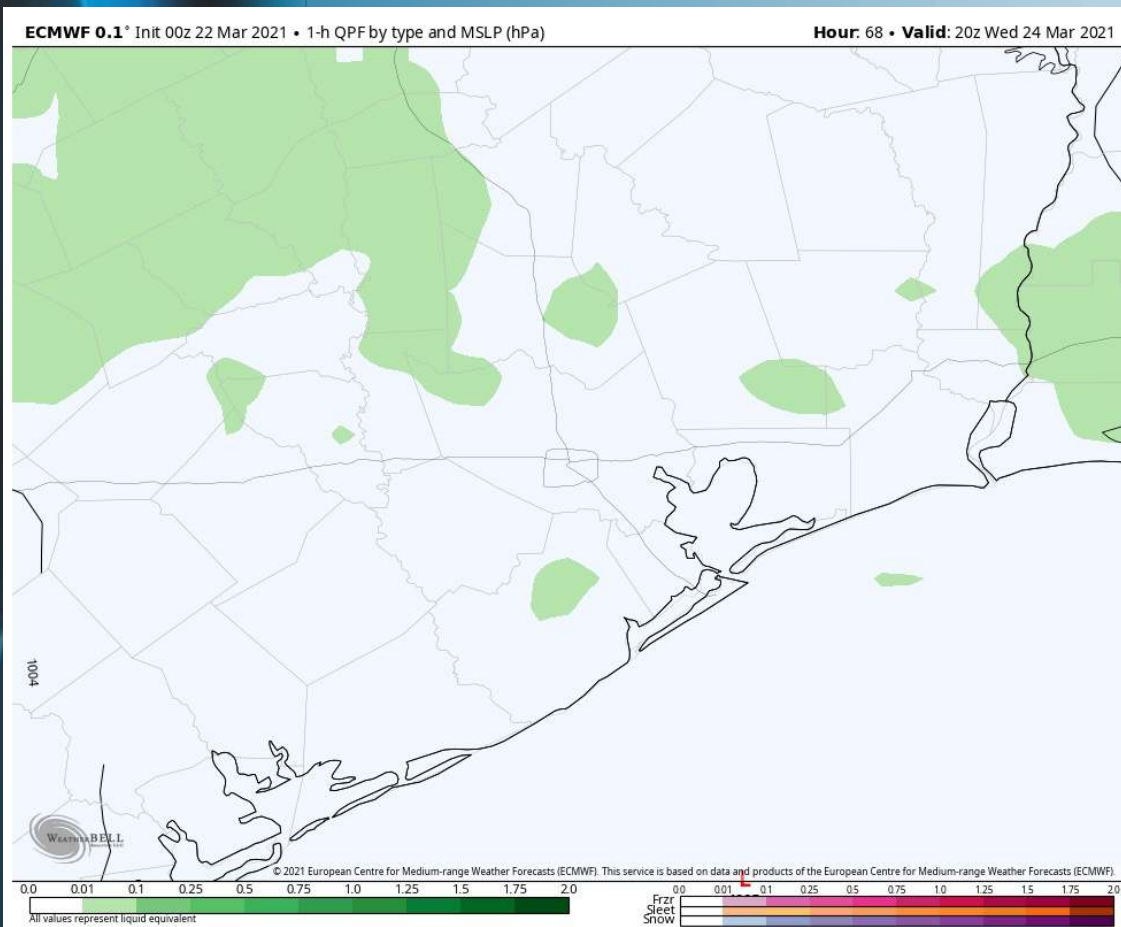 ECMWF 0.1° Init 00z 22 Mar 2021 • 1-h QPF by type and MSLP (hPa)
Hour: 68 • Valid: 20z Wed 24 Mar 2021
1004
WEATHERBELL
© 2021 European Centre for Medium-range Weather Forecasts (ECMWF). This service is based on data and products of the European Centre for Medium-range Weather Forecasts (ECMWF).
L
0.0 0.01 0.1 0.25 0.5 0.75 1.0 1.25 1.5 1.75 2.0
All values represent liquid equivalent
0.0 0.01 0.1 0.25 0.5 0.75 1.0 1.25 1.5 1.75 2.0
Frzr
Sleet
Snow